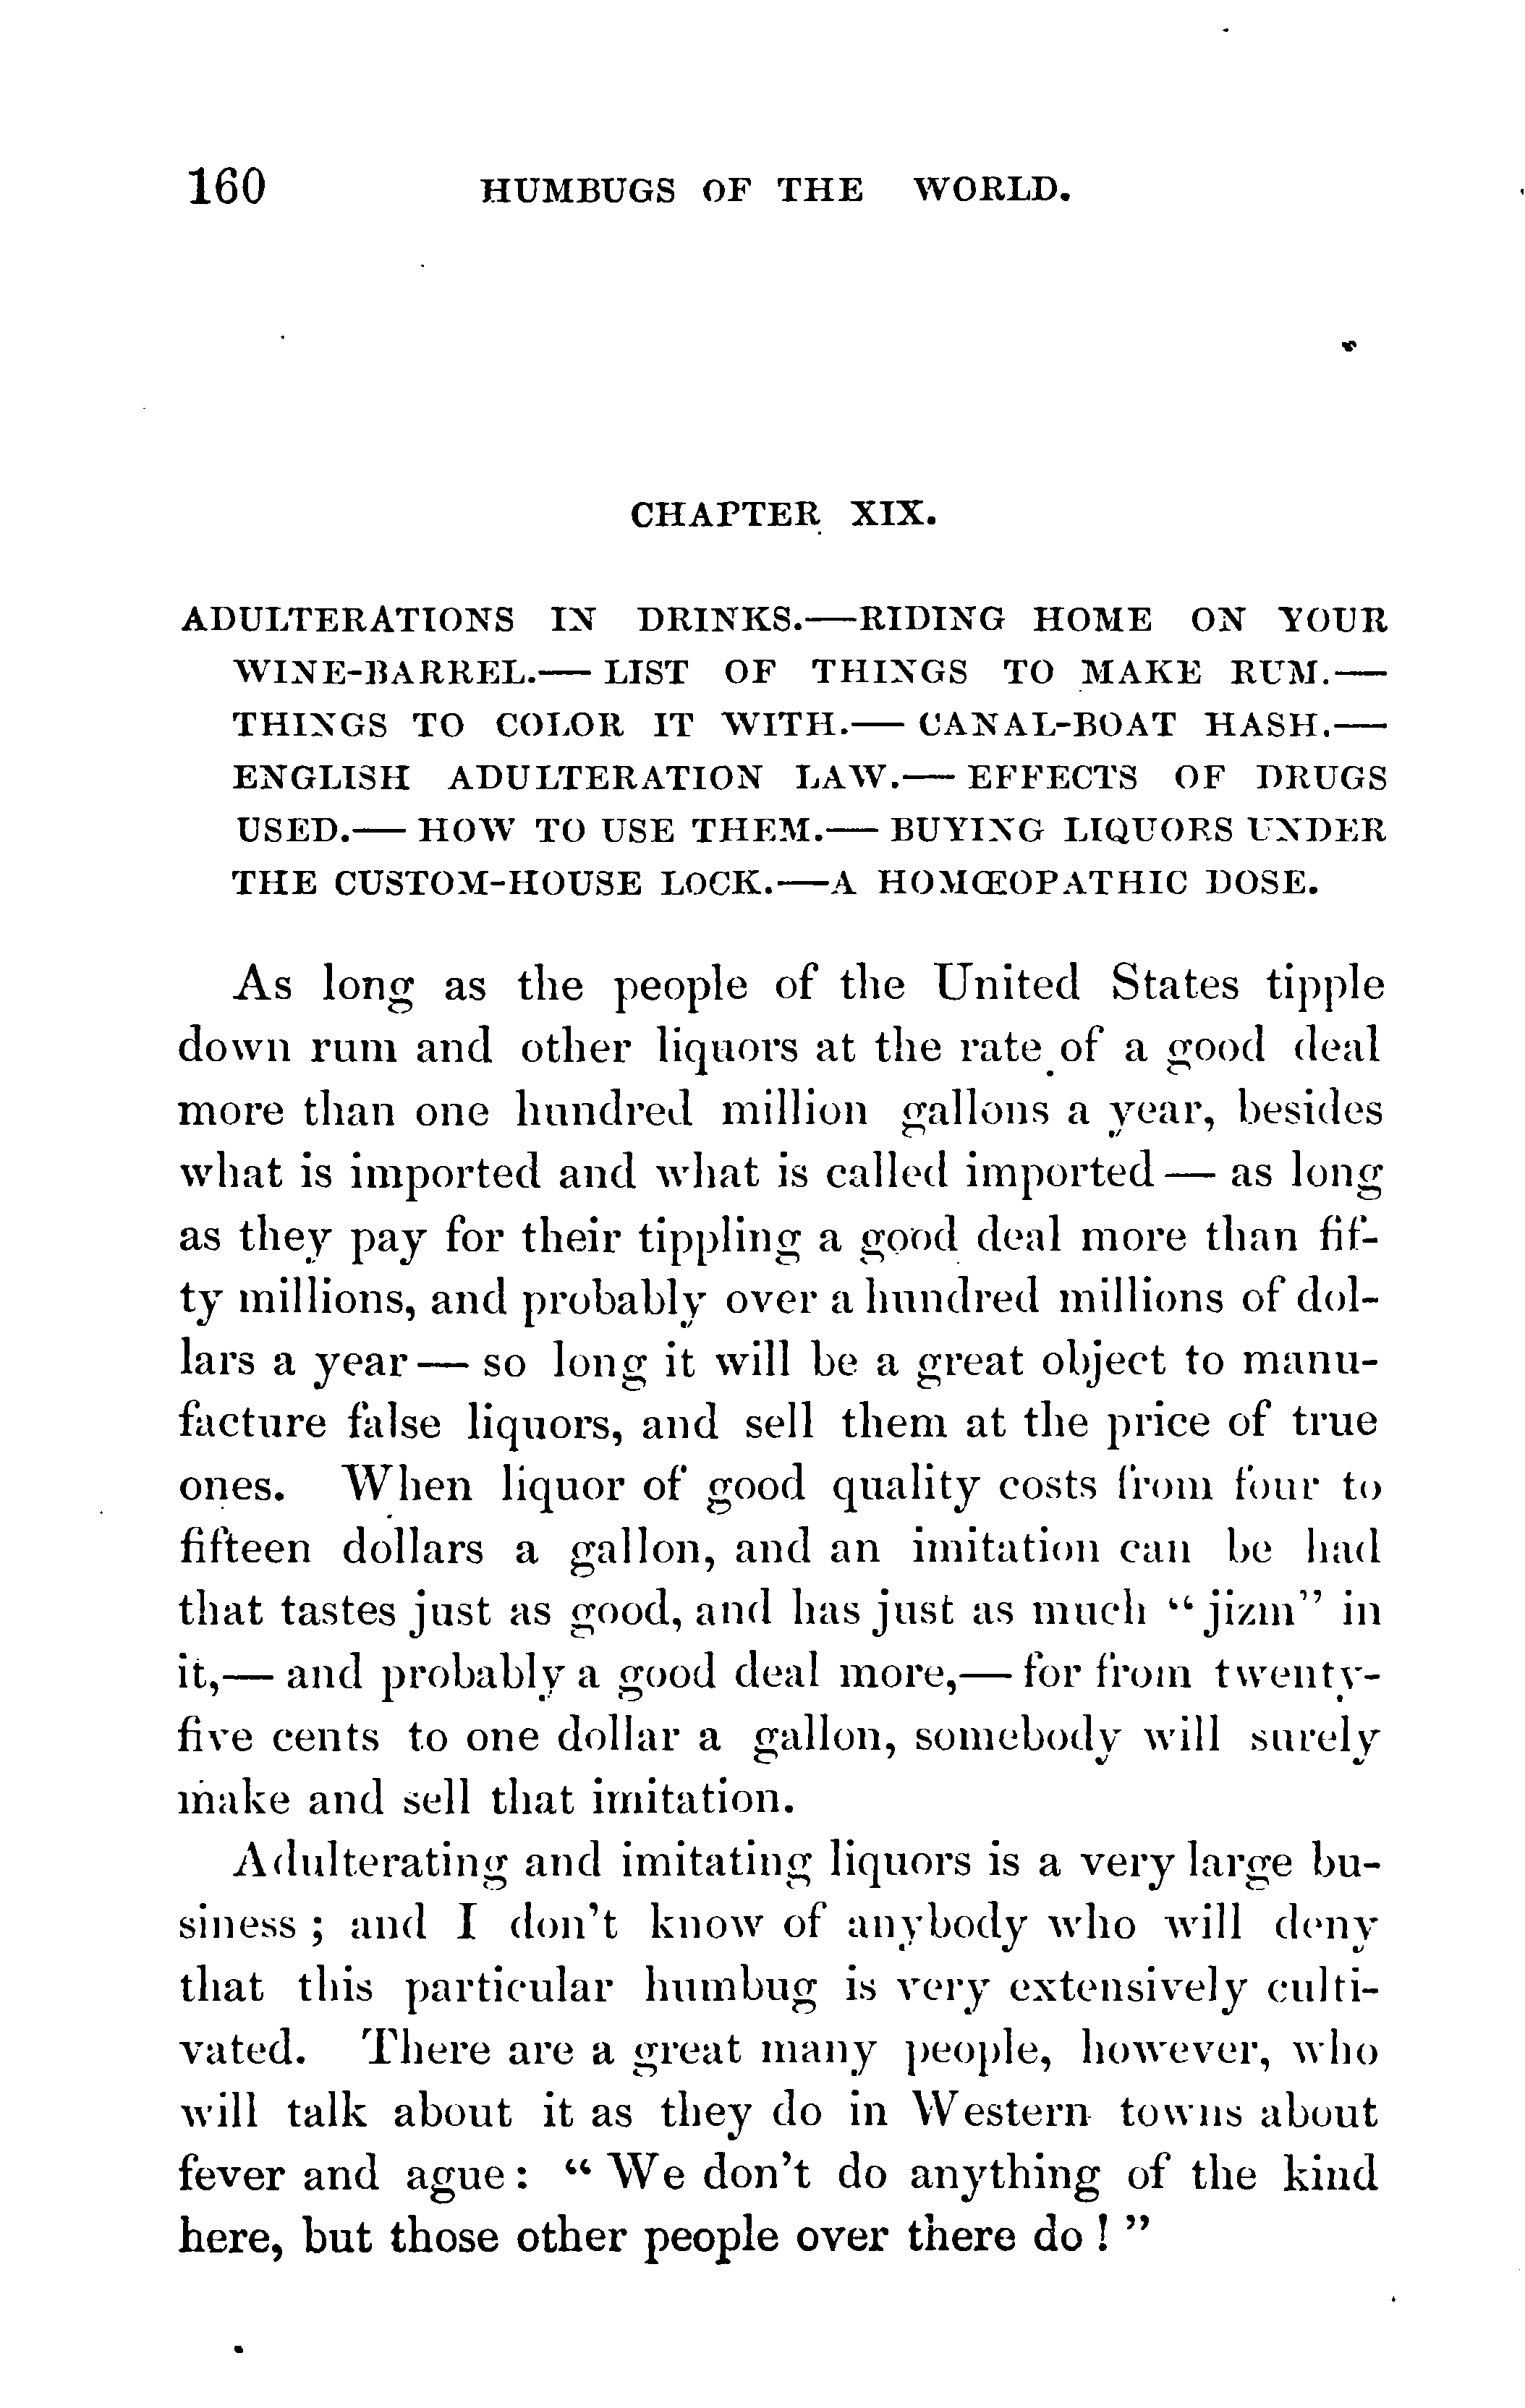 160 HUMBUGS OF THE WORLD.
CHAPTER XIX.
ADULTERATIONS IN DRINKS.—RIDING HOME ON YOUR
WINE-BARREL.— LIST OF THINGS TO MAKE RUM.—
THINGS TO COLOR IT WITH.— CANAL-BOAT HASH.—
ENGLISH ADULTERATION LAW.— EFFECTS OF DRUGS
USED.— HOW TO USE THEM.— BUYING LIQUORS UNDER
THE CUSTOM-HOUSE LOCK.—A HOMŒOPATHIC DOSE.
As long as the people of the United States tipple
down rum and other liquors at the rate of a good deal
more than one hundred million gallons a year, besides
what is imported and what is called imported — as long
as they pay for their tippling a good deal more than fif-
ty millions, and probably over a hundred millions of dol-
lars a year — so long it will be a great object to manu-
facture false liquors, and sell them at the price of true
ones. When liquor of good quality costs from four to
fifteen dollars a gallon, and an imitation can be had
that tastes just as good, and has just as much “ jizm” in
it,— and probably a good deal more,— for from twenty-
five cents to one dollar a gallon, somebody will surely
make and sell that imitation.
Adulterating and imitating liquors is a very large bu-
siness ; and I don’t know of anybody who will deny
that this particular humbug is very extensively culti-
vated. There are a great many people, however, who
will talk about it as they do in Western towns about
fever and ague : “ We don’t do anything of the kind
here, but those other people over there do ! ”